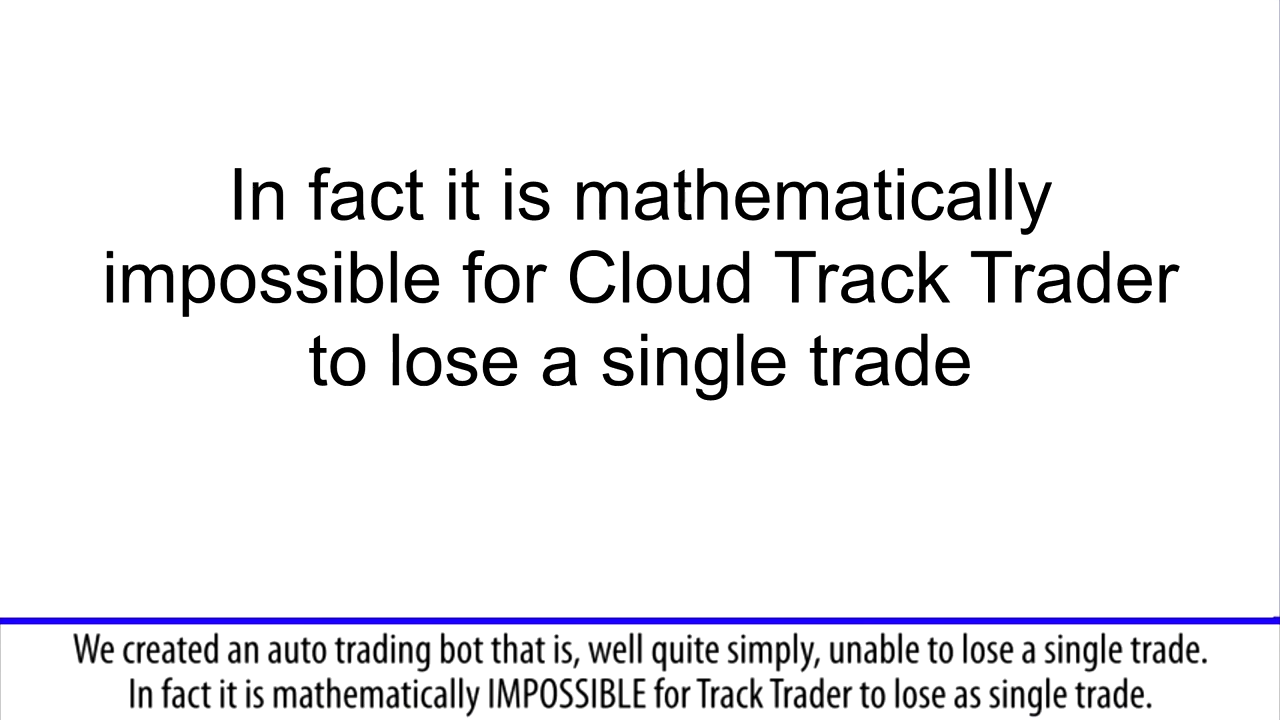 In fact it is mathematically
impossible for Cloud Track Trader
to lose a single trade
We created an auto trading bot that is, well quite simply, unable to lose a single trade.
In fact it is mathematically IMPOSSIBLE for Track Trader to lose as single trade.